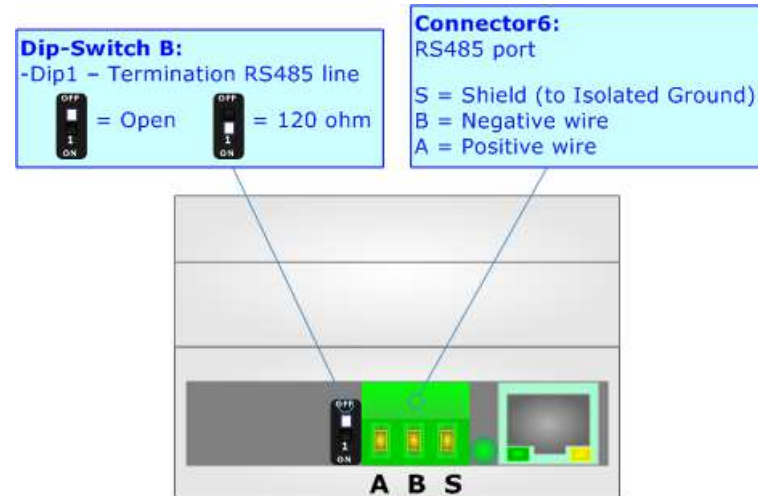 Dip-Switch B:
-Dip1 – Termination RS485 line
OFF
1
ON
= Open
OFF
1
ON
= 120 ohm
Connector6:
RS485 port
S = Shield (to Isolated Ground)
B = Negative wire
A = Positive wire
OFF
1
ON
A B S